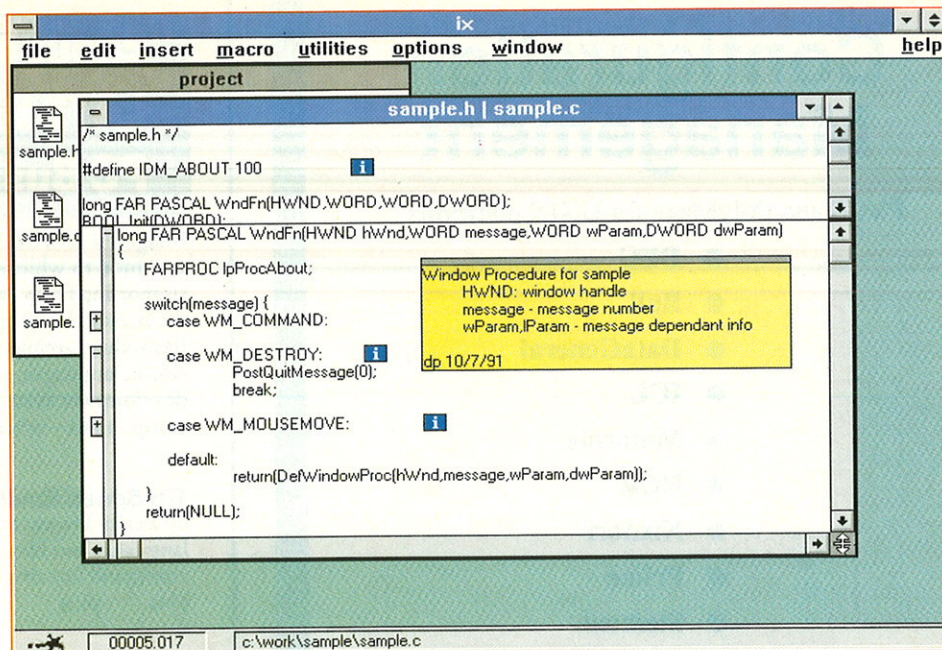 ix
file edit insert macro utilities options window help
project
sample.h
sample.c
sample.
sample.h | sample.c
/* sample.h */
#define IDM_ABOUT 100 i
long FAR PASCAL WndFn(HWND,WORD,WORD,DWORD);
BOOL Init(DWORD);
long FAR PASCAL WndFn(HWND hWnd,WORD message,WORD wParam,DWORD dwParam)
{
FARPROC lpProcAbout;
switch(message) {
case WM_COMMAND:
case WM_DESTROY: i
PostQuitMessage(0);
break;
case WM_MOUSEMOVE: i
default:
return(DefWindowProc(hWnd,message,wParam,dwParam));
}
return(NULL);
}
Window Procedure for sample
HWND: window handle
message - message number
wParam,lParam - message dependant info
dp 10/7/91
00005.017 c:\work\sample\sample.c